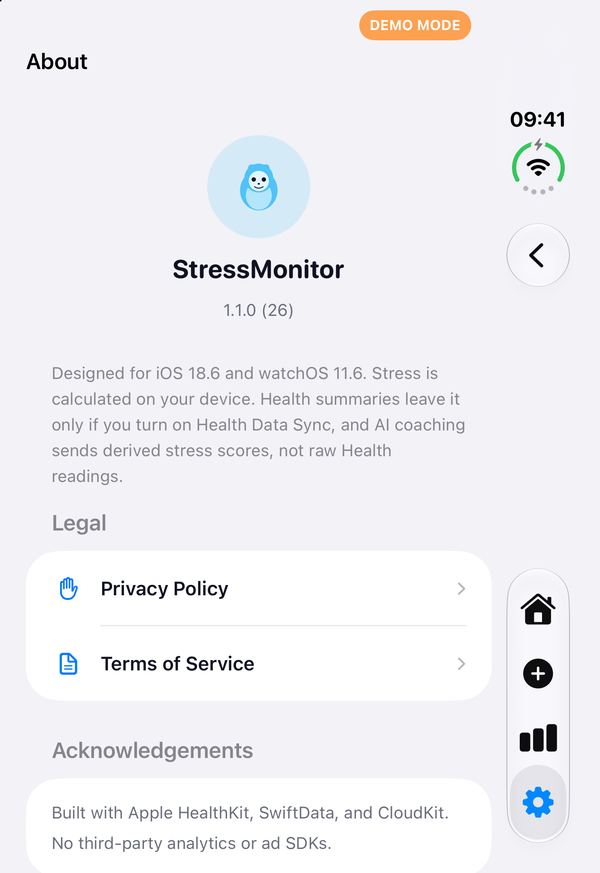 DEMO MODE
About
09:41
StressMonitor
1.1.0 (26)
Designed for iOS 18.6 and watchOS 11.6. Stress is
calculated on your device. Health summaries leave it
only if you turn on Health Data Sync, and AI coaching
sends derived stress scores, not raw Health
readings.
Legal
Privacy Policy
Terms of Service
Acknowledgements
Built with Apple HealthKit, SwiftData, and CloudKit.
No third-party analytics or ad SDKs.